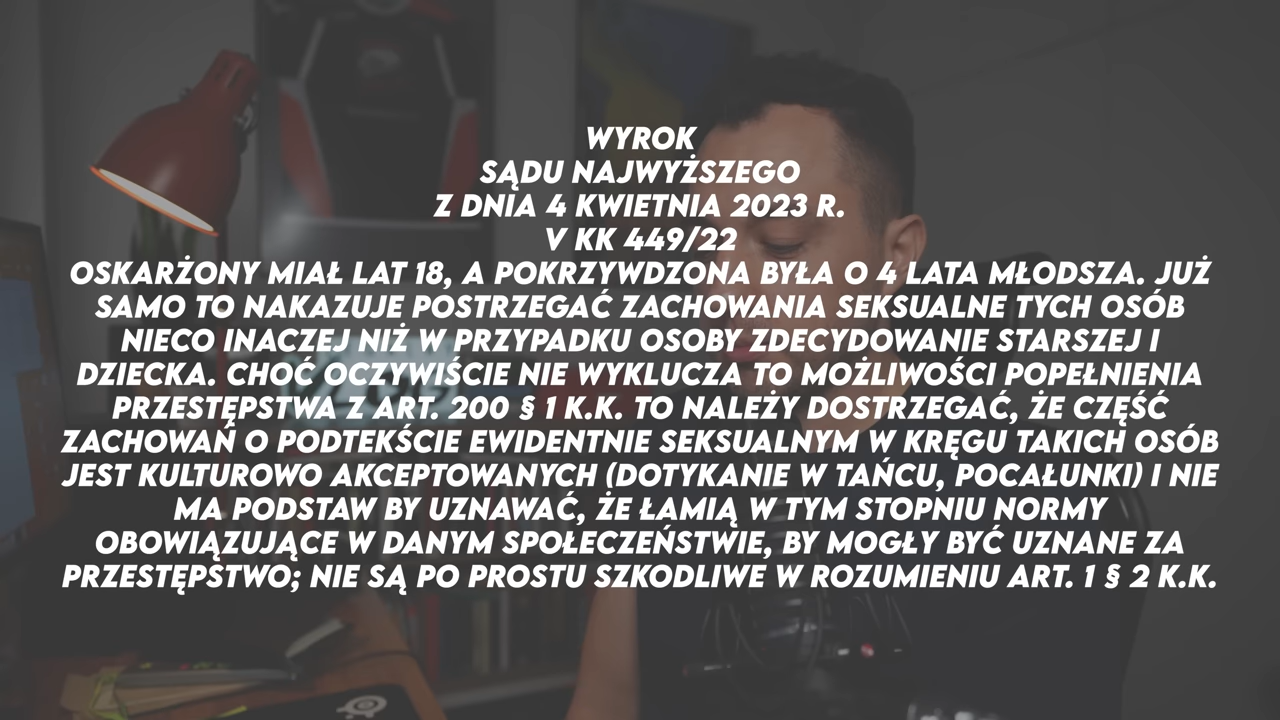 WYROK
SĄDU NAJWYŻSZEGO
Z DNIA 4 KWIETNIA 2023 R.
V KK 449/22
OSKARŻONY MIAŁ LAT 18, A POKRZYWDZONA BYŁA O 4 LATA MŁODSZA. JUŻ
SAMO TO NAKAZUJE POSTRZEGAĆ ZACHOWANIA SEKSUALNE TYCH OSÓB
NIECO INACZEJ NIŻ W PRZYPADKU OSOBY ZDECYDOWANIE STARSZEJ I
DZIECKA. CHOĆ OCZYWIŚCIE NIE WYKLUCZA TO MOŻLIWOŚCI POPEŁNIENIA
PRZESTĘPSTWA Z ART. 200 § 1 K.K. TO NALEŻY DOSTRZEGAĆ, ŻE CZĘŚĆ
ZACHOWAŃ O PODTEKŚCIE EWIDENTNIE SEKSUALNYM W KRĘGU TAKICH OSÓB
JEST KULTUROWO AKCEPTOWANYCH (DOTYKANIE W TAŃCU, POCAŁUNKI) I NIE
MA PODSTAW BY UZNAWAĆ, ŻE ŁAMIĄ W TYM STOPNIU NORMY
OBOWIĄZUJĄCE W DANYM SPOŁECZEŃSTWIE, BY MOGŁY BYĆ UZNANE ZA
PRZESTĘPSTWO; NIE SĄ PO PROSTU SZKODLIWE W ROZUMIENIU ART. 1 § 2 K.K.